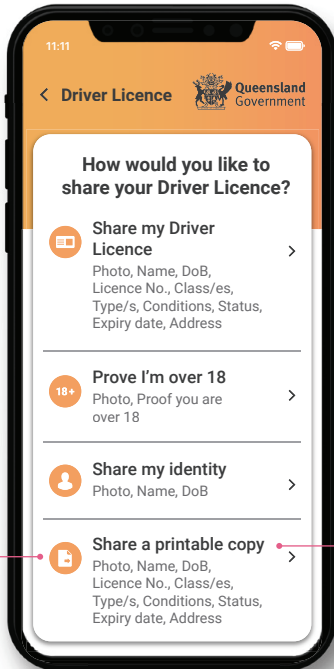 11:11
Driver Licence
Queensland
Government
How would you like to
share your Driver Licence?
Share my Driver
Licence
Photo, Name, DoB,
Licence No., Class/es,
Type/s, Conditions, Status,
Expiry date, Address
18+
Prove I'm over 18
Photo, Proof you are
over 18
Share my identity
Photo, Name, DoB
Share a printable copy
Photo, Name, DoB,
Licence No., Class/es,
Type/s, Conditions, Status,
Expiry date, Address